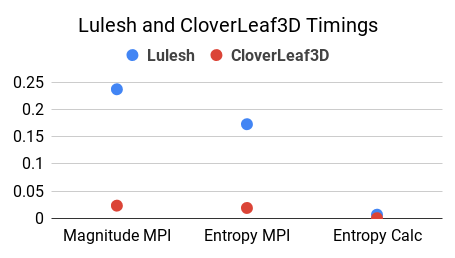 Lulesh and CloverLeaf3D Timings
Lulesh CloverLeaf3D
0.25
0.2
0.15
0.1
0.05
0
Magnitude MPI Entropy MPI Entropy Calc